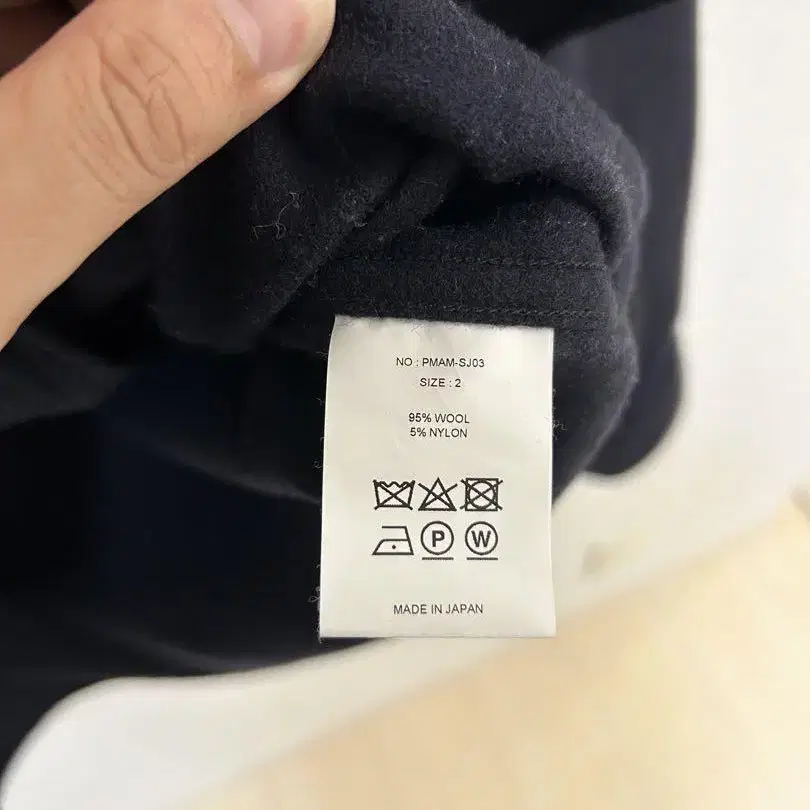 NO : PMAM-SJ03
SIZE : 2
95% WOOL
5% NYLON
P W
MADE IN JAPAN